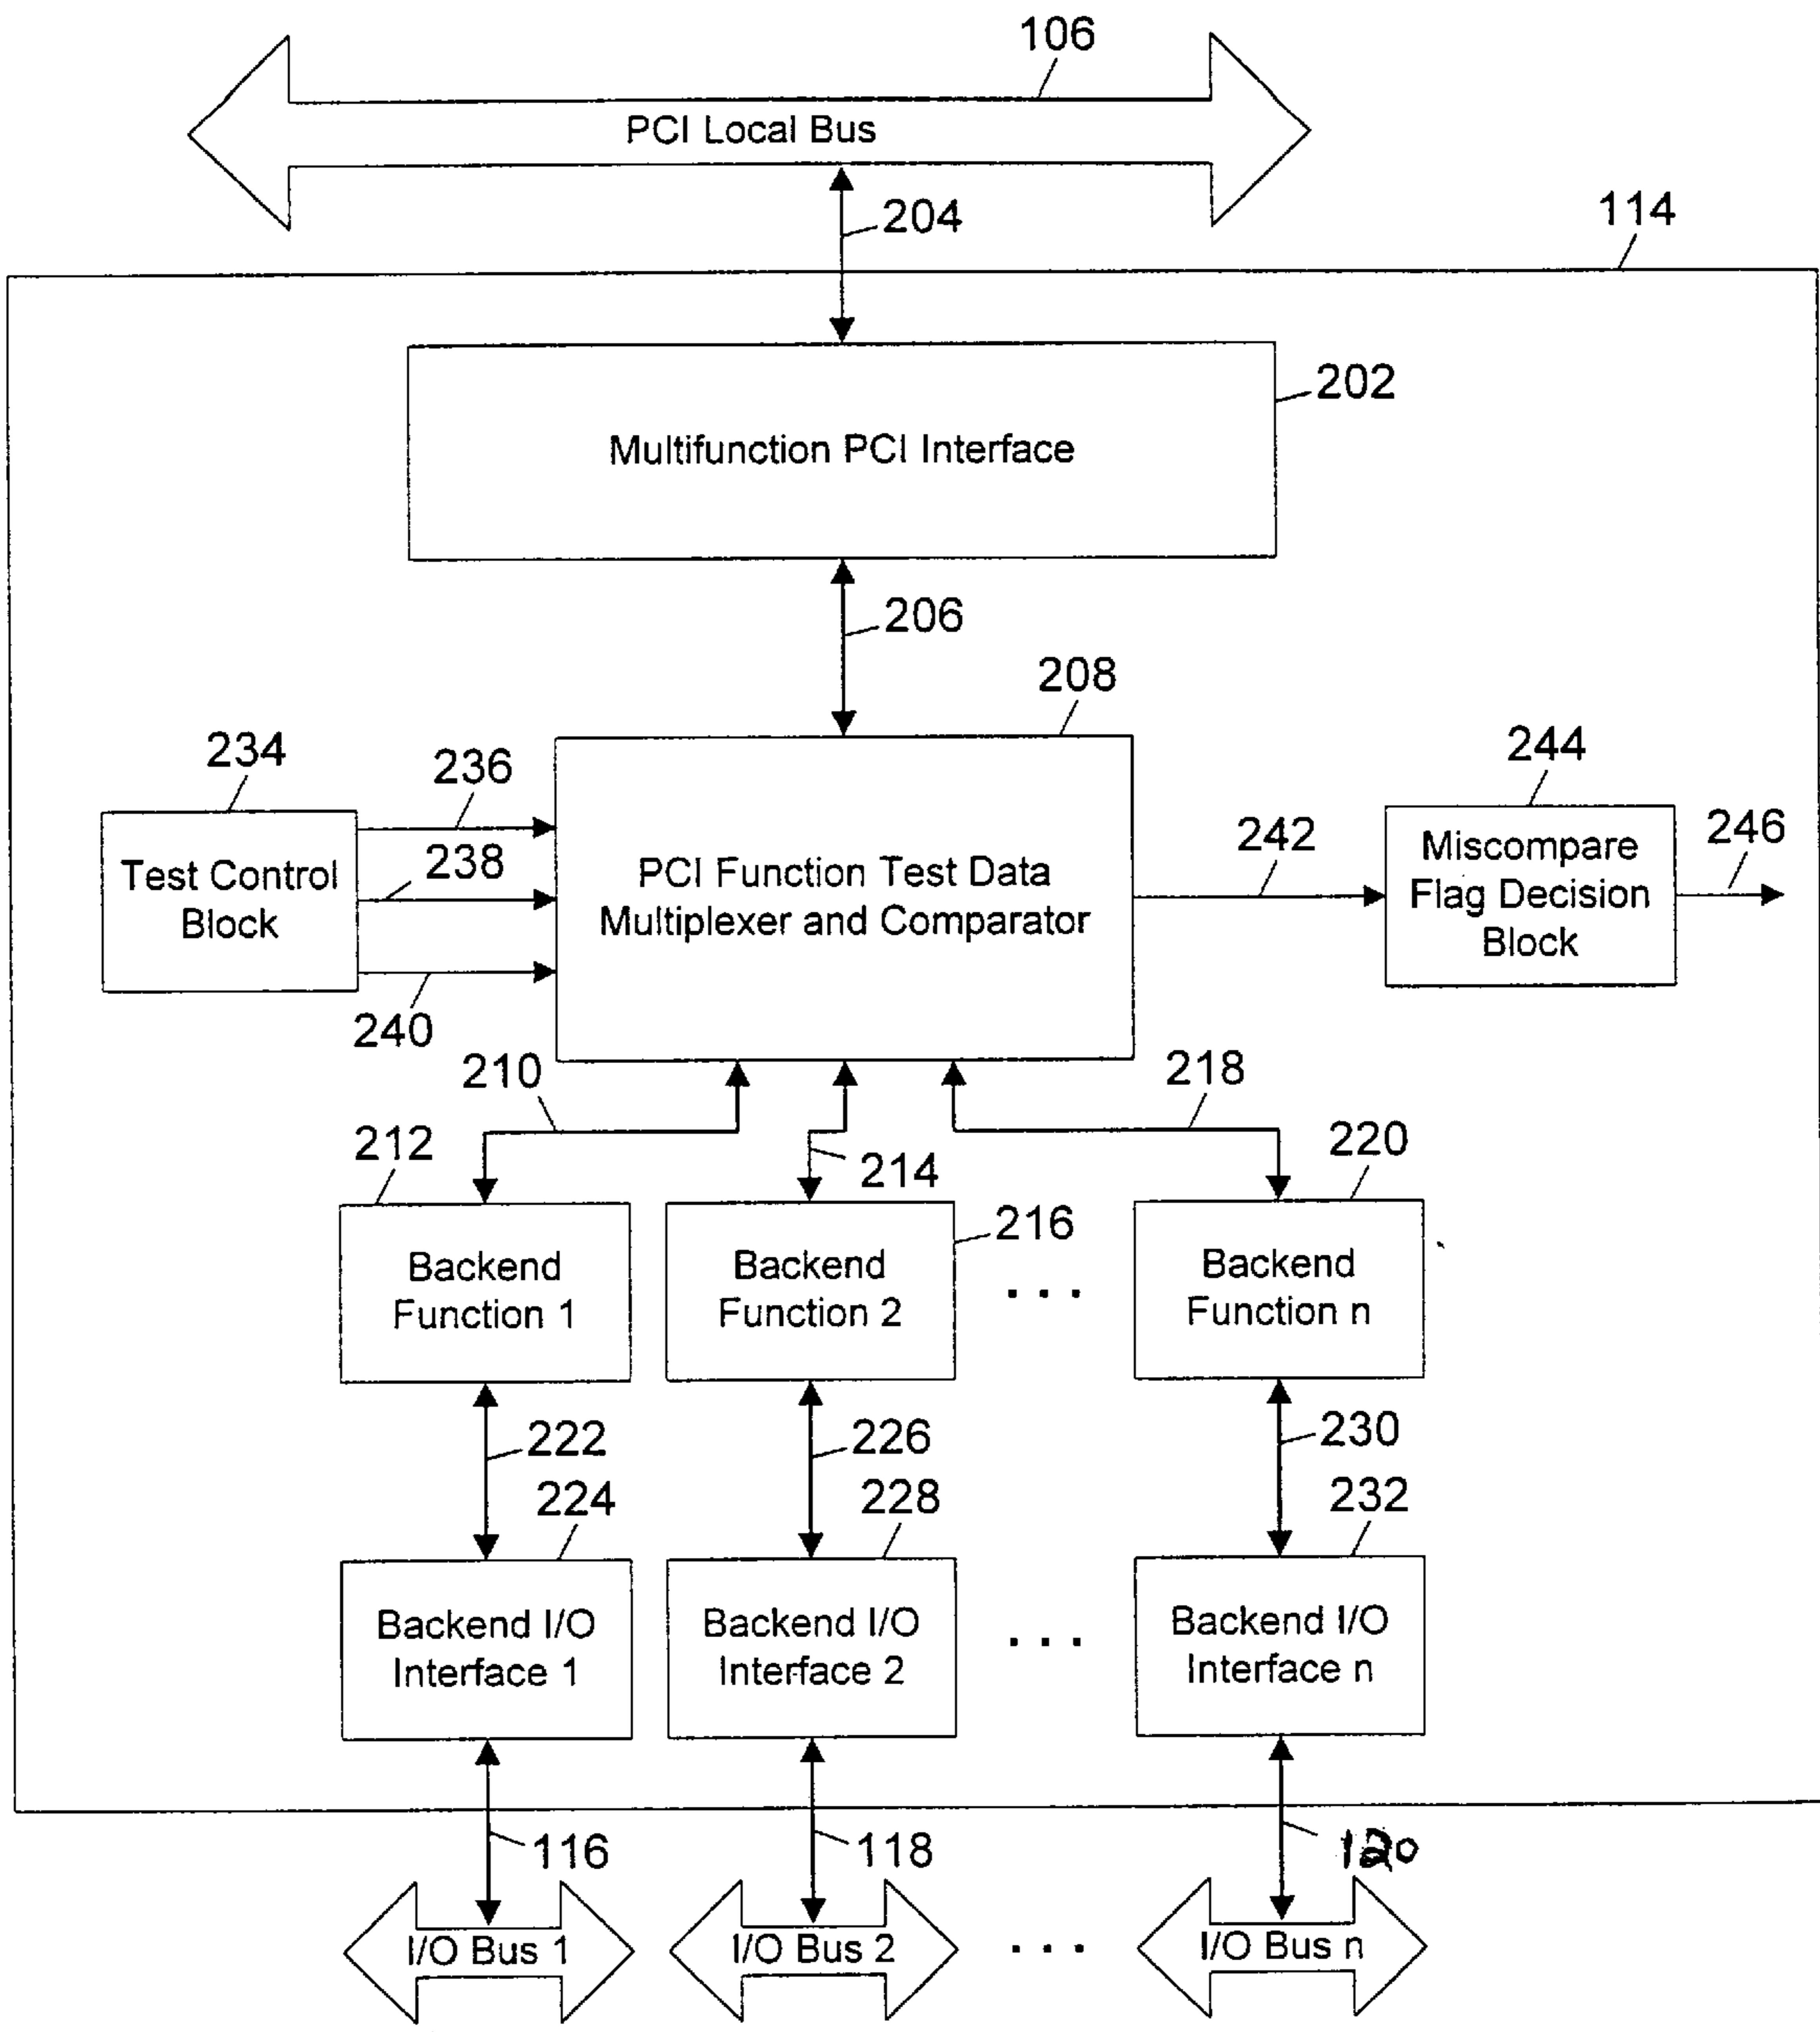 106
PCI Local Bus
204
114
202
Multifunction PCI Interface
206
208
234
236
244
Test Control
Block
238
PCI Function Test Data
Multiplexer and Comparator
242
Miscompare
Flag Decision
Block
246
240
210
218
212
214
220
216
Backend
Function 1
Backend
Function 2
. . .
Backend
Function n
222
226
230
224
228
232
Backend I/O
Interface 1
Backend I/O
Interface 2
. . .
Backend I/O
Interface n
116
118
120
I/O Bus 1
I/O Bus 2
. . .
I/O Bus n